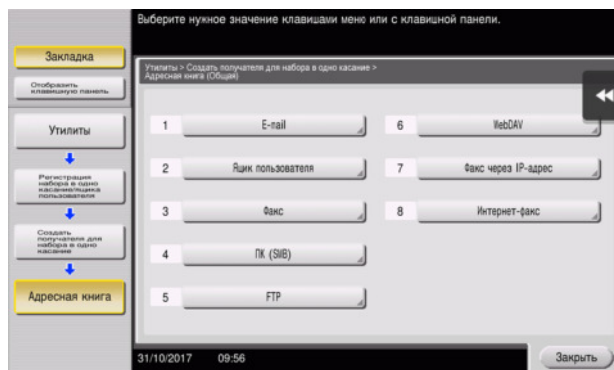 Выберите нужное значение клавишами меню или с клавишной панели.
Закладка
Отобразить
клавишную панель
Утилиты
Регистрация
набора в одно
касание/ящика
пользователя
Создать
получателя для
набора в одно
касание
Адресная книга
Утилиты > Создать получателя для набора в одно касание >
Адресная книга (Общая)
1 E-mail
2 Ящик пользователя
3 Факс
4 ПК (SMB)
5 FTP
6 WebDAV
7 Факс через IP-адрес
8 Интернет-факс
31/10/2017 09:56
Закрыть